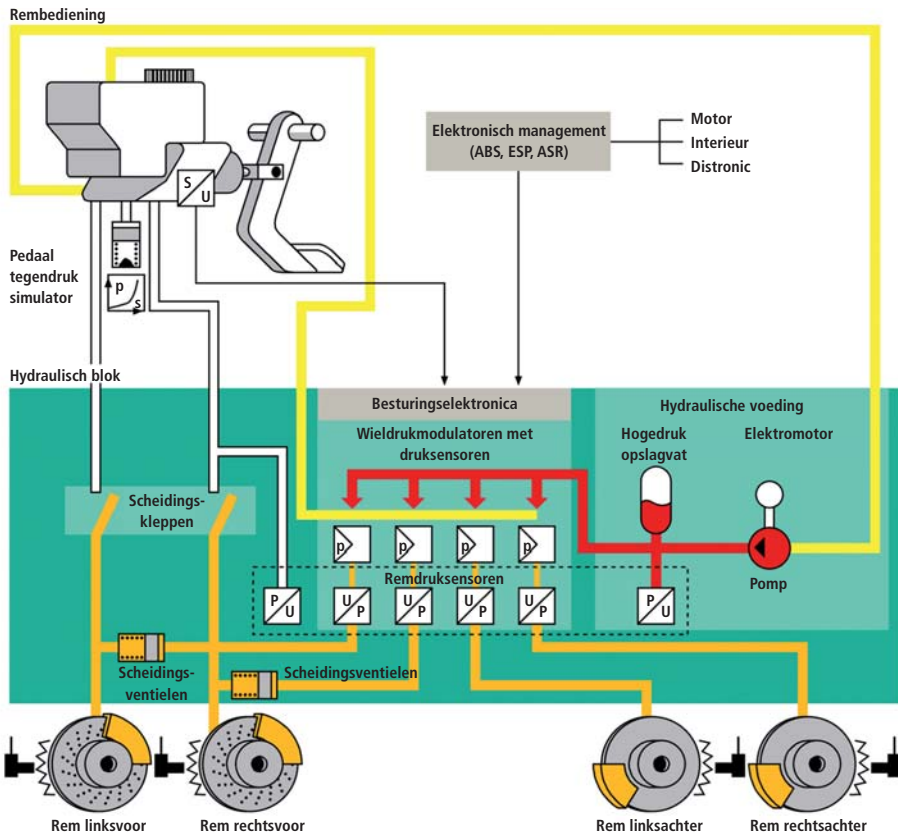 Rembediening
Elektronisch management
(ABS, ESP, ASR)
Motor
Interieur
Distronic
S
U
Pedaal
tegendruk
simulator
p
s
Hydraulisch blok
Besturingselektronica
Wieldrukmodulatoren met
druksensoren
Hydraulische voeding
Hogedruk
opslagvat
Elektromotor
Scheidings-
kleppen
p
p
p
p
Pomp
Remdruksensoren
P
U
U
P
U
P
U
P
U
P
P
U
Scheidings-
ventielen
Scheidingsventielen
Rem linksvoor
Rem rechtsvoor
Rem linksachter
Rem rechtsachter